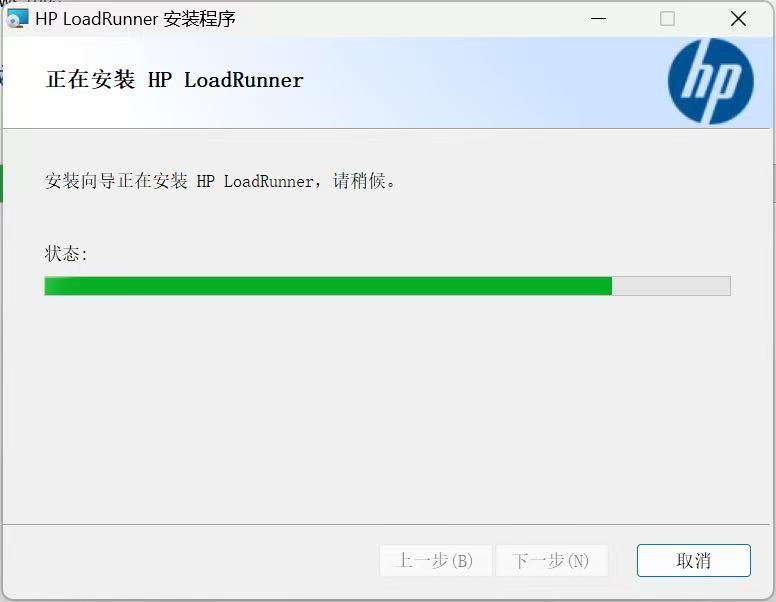 HP LoadRunner 安装程序
正在安装 HP LoadRunner
hp
安装向导正在安装 HP LoadRunner，请稍候。
状态:
上一步(B) 下一步(N) 取消